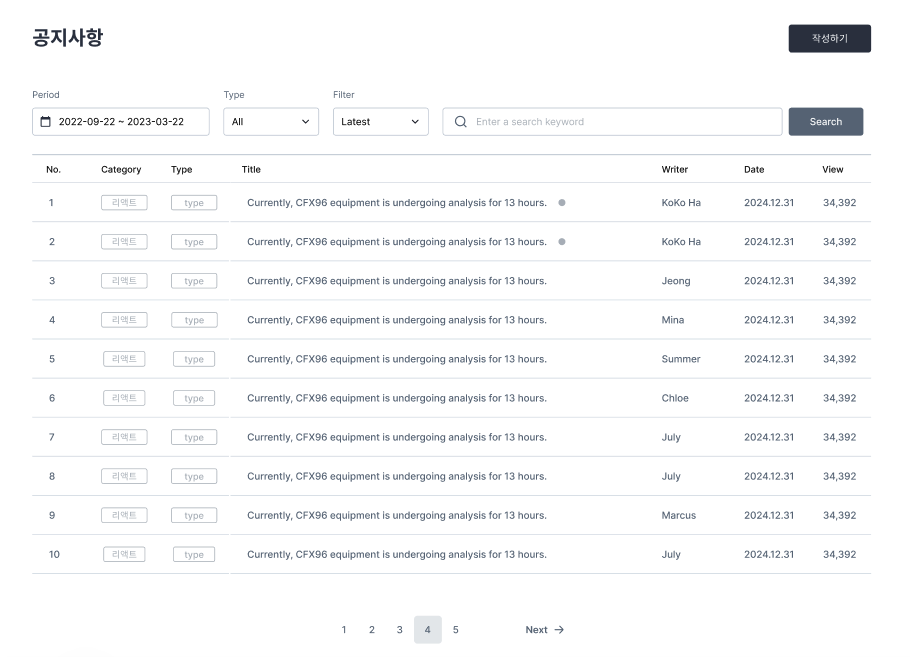 공지사항
작성하기
Period
Type
Filter
2022-09-22 ~ 2023-03-22
All
Latest
Enter a search keyword
Search
No. Category Type Title Writer Date View
1 리액트 type Currently, CFX96 equipment is undergoing analysis for 13 hours. KoKo Ha 2024.12.31 34,392
2 리액트 type Currently, CFX96 equipment is undergoing analysis for 13 hours. KoKo Ha 2024.12.31 34,392
3 리액트 type Currently, CFX96 equipment is undergoing analysis for 13 hours. Jeong 2024.12.31 34,392
4 리액트 type Currently, CFX96 equipment is undergoing analysis for 13 hours. Mina 2024.12.31 34,392
5 리액트 type Currently, CFX96 equipment is undergoing analysis for 13 hours. Summer 2024.12.31 34,392
6 리액트 type Currently, CFX96 equipment is undergoing analysis for 13 hours. Chloe 2024.12.31 34,392
7 리액트 type Currently, CFX96 equipment is undergoing analysis for 13 hours. July 2024.12.31 34,392
8 리액트 type Currently, CFX96 equipment is undergoing analysis for 13 hours. July 2024.12.31 34,392
9 리액트 type Currently, CFX96 equipment is undergoing analysis for 13 hours. Marcus 2024.12.31 34,392
10 리액트 type Currently, CFX96 equipment is undergoing analysis for 13 hours. July 2024.12.31 34,392
1 2 3 4 5 Next →